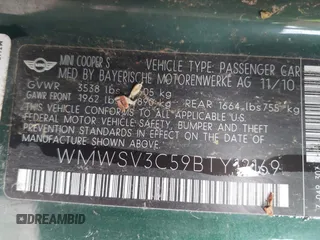 MINI COOPER S VEHICLE TYPE: PASSENGER CAR
MFD BY BAYERISCHE MOTORENWERKE AG 11/10
GVWR 3538 lbs kg
GAWR FRONT 1962 lbs 890 kg REAR 1664 lbs 755 kg
THIS VEHICLE CONFORMS TO ALL APPLICABLE
FEDERAL MOTOR VEHICLE SAFETY, BUMPER AND
THEFT PREVENTION STANDARDS IN EFFECT ON
THE DATE OF MANUFACTURE SHOWN ABOVE.
DREAMBID